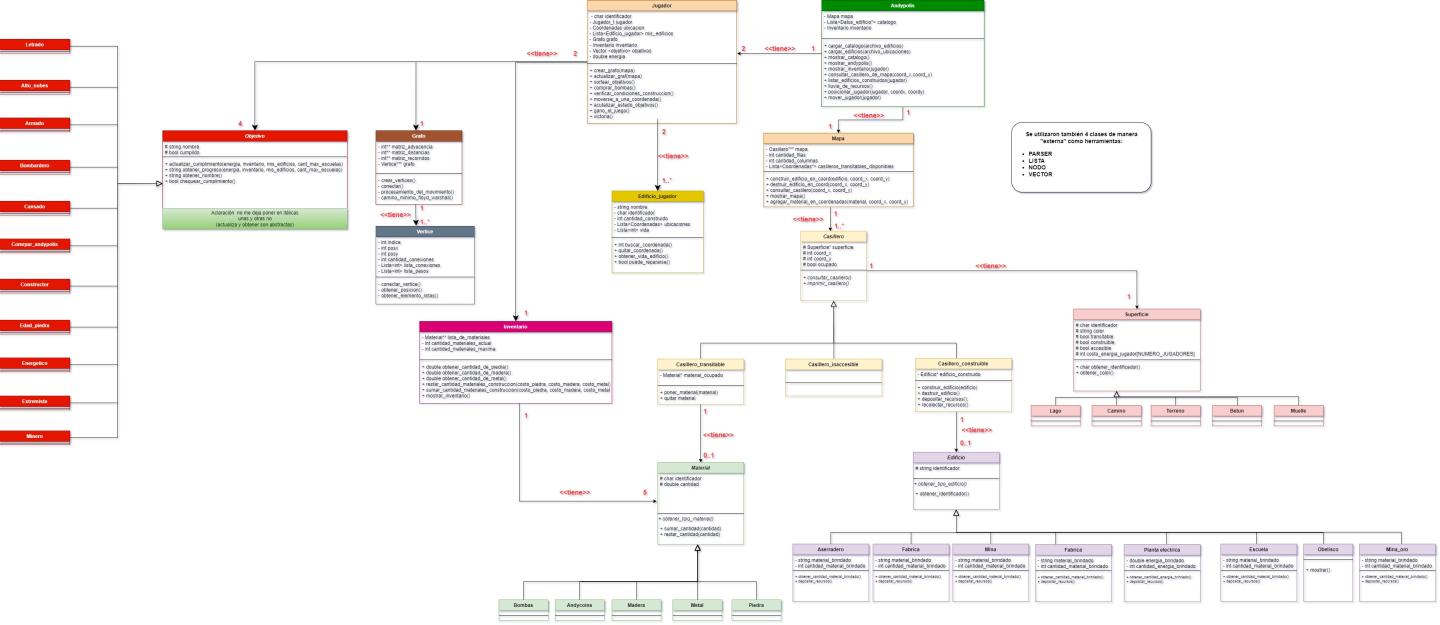 Letrado
Alto_nobes
Armado
Bombardero
Cansado
Comprar_andypolis
Constructor
Edad_piedra
Energetico
Extremista
Minero
Objetivo
# string nombre
# bool cumplido
+ actualizar_cumplimiento(energia, inventario, mis_edificios, cant_max_escuelas)
+ string obtener_progreso(energia, inventario, mis_edificios, cant_max_escuelas)
+ string obtener_nombre()
+ bool chequear_cumplimiento()
Aclaración: no me deja poner en itálicas
unas y otras no
(actualiza y obtener son abstractas)
4
<<tiene>>
2
Jugador
- char identificador
- Jugador_t jugador
- Coordenadas ubicacion
- Lista<Edificio_jugador> mis_edificios
- Grafo grafo
- Inventario inventario
- Vector <objetivo> objetivos
- double energia
+ crear_grafo(mapa)
+ actualizar_graf(mapa)
+ sortear_objetivos()
+ comprar_bombas()
+ verificar_condiciones_construccion()
+ moverse_a_una_coordenada()
+ acutalizar_estado_objetivos()
+ gano_el_juego()
+ victoria()
2
<<tiene>>
1
Andypolis
- Mapa mapa
- Lista<Datos_edificio*> catalogo
- Inventario inventario
+ cargar_catalogo(archivo_edificios)
+ cargar_edificios(archivo_ubicaciones)
+ mostrar_catalogo()
+ mostrar_andypolis()
+ mostrar_inventario(jugador)
+ consultar_casillero_de_mapa(coord_x,coord_y)
+ listar_edificios_construidos(jugador)
+ lluvia_de_recursos()
+ posicionar_jugador(jugador, coordx, coordy)
+ mover_jugador(jugador)
1
<<tiene>>
1
Mapa
- Casillero*** mapa
- int cantidad_filas
- int cantidad_columnas
- Lista<Coordenadas*> casilleros_transitables_disponibles
+ construir_edificio_en_coord(edificio, coord_x, coord_y)
+ destruir_edificio_en_coord(coord_x, coord_y)
+ consultar_casillero(coord_x, coord_y)
+ mostrar_mapa()
+ agregar_material_en_coordenadas(material, coord_x, coord_y)
Se utilizaron también 4 clases de manera
"externa" como herramientas:
• PARSER
• LISTA
• NODO
• VECTOR
1
Grafo
- int** matriz_adyacencia
- int** matriz_distancias
- int** matriz_recorridos
- Vertice*** grafo
- crear_vertices()
- conectar()
- procesamiento_del_movimiento()
- camino_minimo_floyd_warshall()
1
<<tiene>>
1..*
Vertice
- int indice
- int posx
- int posy
- int cantidad_conexiones
- Lista<int> lista_conexiones
- Lista<int> lista_pesos
- conectar_vertice()
- obtener_posicion()
- obtener_elemento_listas()
2
<<tiene>>
1..*
Edificio_jugador
- string nombre
- char identificador
- int cantidad_construido
- Lista<Coordenadas> ubicaciones
- Lista<int> vida
+ int buscar_coordenada()
+ quitar_coordenada()
+ obtener_vida_edificio()
+ bool puede_repararse()
1
<<tiene>>
1..*
Casillero
# Superficie* superficie
# int coord_x
# int coord_y
# bool ocupado
+ consultar_casillero()
+ imprimir_casillero()
1
<<tiene>>
1
Superficie
# char identificador
# string color
# bool transitable
# bool construible
# bool accesible
# int costo_energia_jugador[NUMERO_JUGADORES]
+ char obtener_identificador()
+ obtener_color()
Lago
Camino
Terreno
Betun
Muelle
1
Inventario
- Material** lista_de_materiales
- int cantidad_materiales_actual
- int cantidad_materiales_maxima
+ double obtener_cantidad_de_piedra()
+ double obtener_cantidad_de_madera()
+ double obtener_cantidad_de_metal()
+ restar_cantidad_materiales_construccion(costo_piedra, costo_madera, costo_metal)
+ sumar_cantidad_materiales_construccion(costo_piedra, costo_madera, costo_metal)
+ mostrar_inventario()
1
<<tiene>>
5
Casillero_transitable
- Material* material_ocupado
+ poner_material(material)
+ quitar material
Casillero_inaccesible
Casillero_construible
- Edificio* edificio_construido
+ construir_edificio(edificio)
+ destruir_edificio()
+ depositar_recursos()
+ recolectar_recursos()
1
<<tiene>>
0..1
Material
# char identificador
# double cantidad
+ obtener_tipo_material()
+ sumar_cantidad(cantidad)
+ restar_cantidad(cantidad)
Bombas
Andycoins
Madera
Metal
Piedra
1
<<tiene>>
0..1
Edificio
# string identificador
+ obtener_tipo_edificio()
+ obtener_identificador()
Aserradero
- string material_brindado
- int cantidad_material_brindado
+ obtener_cantidad_material_brindado()
+ depositar_recursos()
Fabrica
- string material_brindado
- int cantidad_material_brindado
+ obtener_cantidad_material_brindado()
+ depositar_recursos()
Mina
- string material_brindado
- int cantidad_material_brindado
+ obtener_cantidad_material_brindado()
+ depositar_recursos()
Fabrica
- string material_brindado
- int cantidad_material_brindado
+ obtener_cantidad_material_brindado()
+ depositar_recursos()
Planta electrica
- double energia_brindado
- int cantidad_energia_brindado
+ obtener_cantidad_energia_brindado()
+ depositar_recursos()
Escuela
- string material_brindado
- int cantidad_material_brindado
+ obtener_cantidad_material_brindado()
+ depositar_recursos()
Obelisco
+ mostrar()
Mina_oro
- string material_brindado
- int cantidad_material_brindado
+ obtener_cantidad_material_brindado()
+ depositar_recursos()